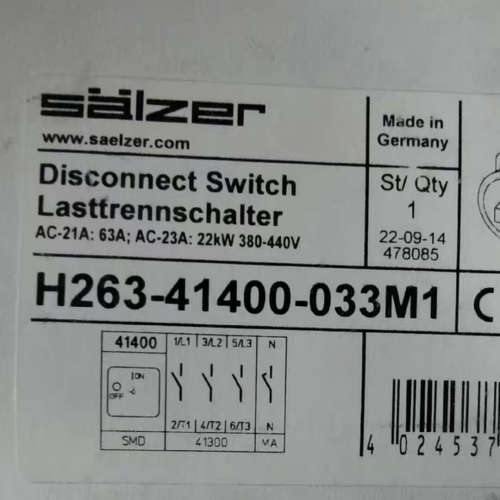 sälzer
www.saelzer.com
Made in
Germany
Disconnect Switch
Lasttrennschalter
AC-21A: 63A; AC-23A: 22kW 380-440V
St/ Qty
1
22-09-14
478085
H263-41400-033M1
C
41400 1/L1 3/L2 5/L3 N
ON
O
OFF
2/T1 4/T2 6/T3 N
SMD 41300 MA
4 024537